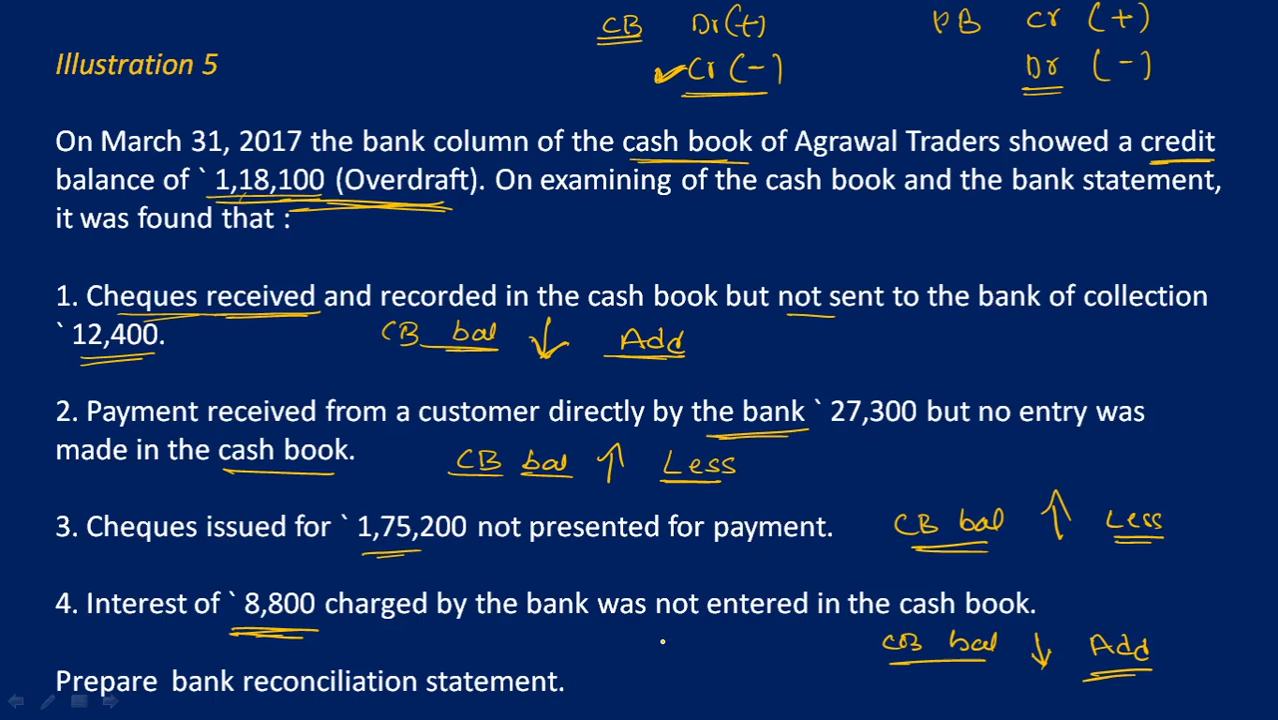 CB Dr (+) PB Cr (+)
Illustration 5
✔Cr (-) Dr (-)
On March 31, 2017 the bank column of the cash book of Agrawal Traders showed a credit
balance of ` 1,18,100 (Overdraft). On examining of the cash book and the bank statement,
it was found that :
1. Cheques received and recorded in the cash book but not sent to the bank of collection
` 12,400.
CB bal ↓ Add
2. Payment received from a customer directly by the bank ` 27,300 but no entry was
made in the cash book.
CB bal ↑ Less
3. Cheques issued for ` 1,75,200 not presented for payment.
CB bal ↑ Less
4. Interest of ` 8,800 charged by the bank was not entered in the cash book.
CB bal ↓ Add
Prepare bank reconciliation statement.